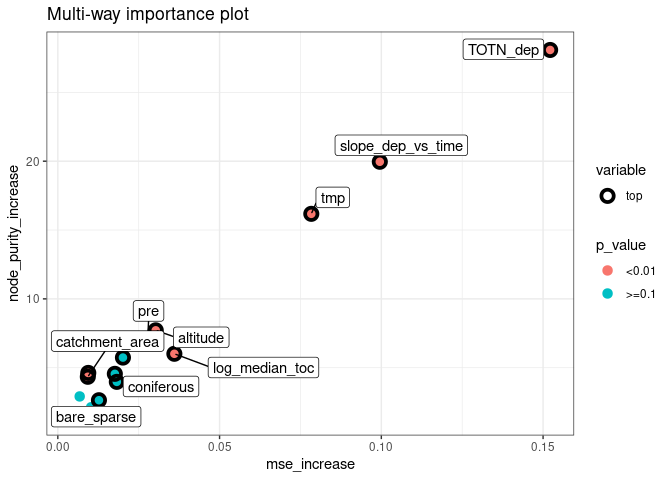 Multi-way importance plot
TOTN_dep
slope_dep_vs_time
tmp
pre
altitude
catchment_area
log_median_toc
coniferous
bare_sparse
node_purity_increase
20
10
0.00
0.05
0.10
0.15
mse_increase
variable
top
p_value
<0.01
>=0.1